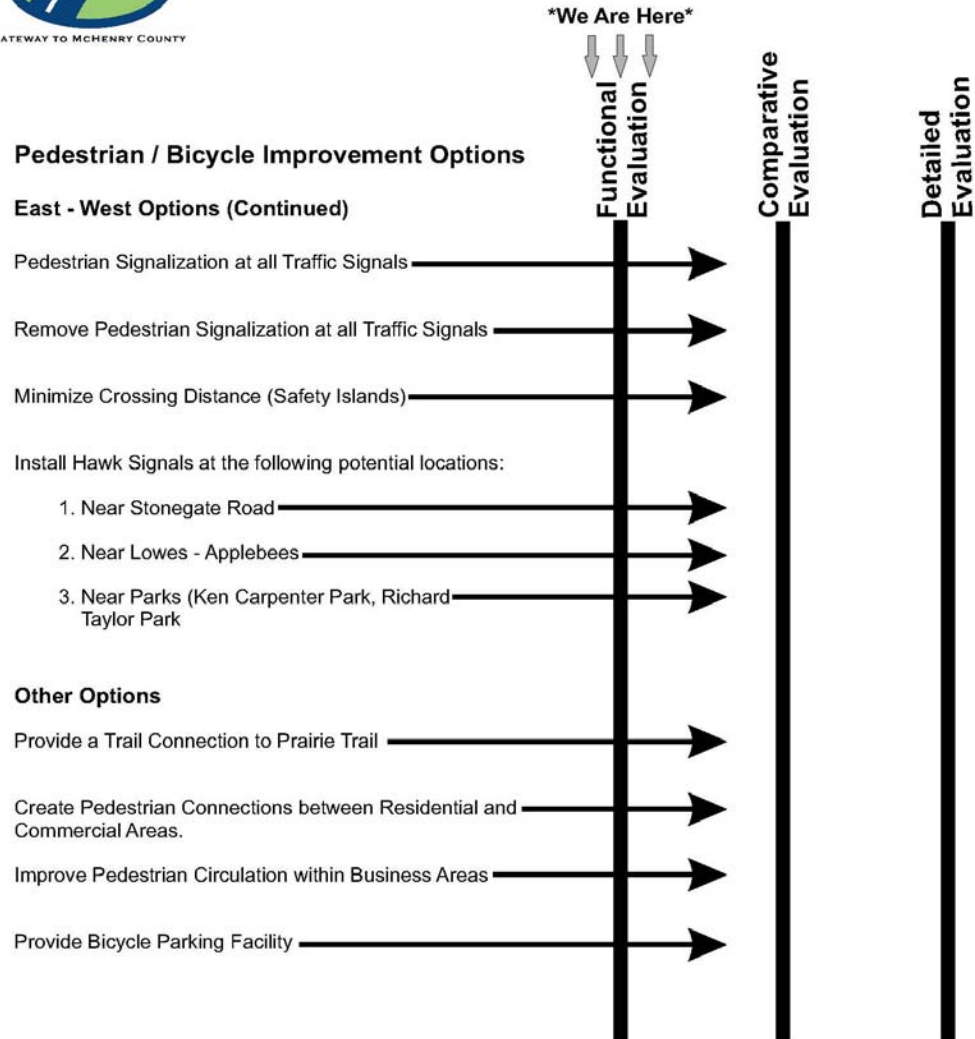 ATEWAY TO MCHENRY COUNTY
*We Are Here*
Functional
Evaluation
Comparative
Evaluation
Detailed
Evaluation
Pedestrian / Bicycle Improvement Options
East - West Options (Continued)
Pedestrian Signalization at all Traffic Signals
Remove Pedestrian Signalization at all Traffic Signals
Minimize Crossing Distance (Safety Islands)
Install Hawk Signals at the following potential locations:
1. Near Stonegate Road
2. Near Lowes - Applebees
3. Near Parks (Ken Carpenter Park, Richard
Taylor Park
Other Options
Provide a Trail Connection to Prairie Trail
Create Pedestrian Connections between Residential and
Commercial Areas.
Improve Pedestrian Circulation within Business Areas
Provide Bicycle Parking Facility